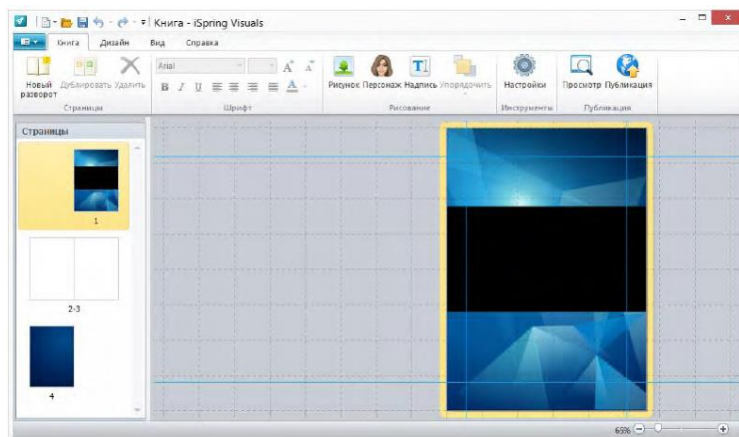 Книга - iSpring Visuals
Книга Дизайн Вид Справка
Новый разворот
Дублировать Удалить
Страницы
Arial
A A
B I U A
Шрифт
Рисунок Персонаж Надпись Упорядочить
Рисование
Настройки
Инструменты
Просмотр Публикация
Публикация
Страницы
1
2-3
4
65%